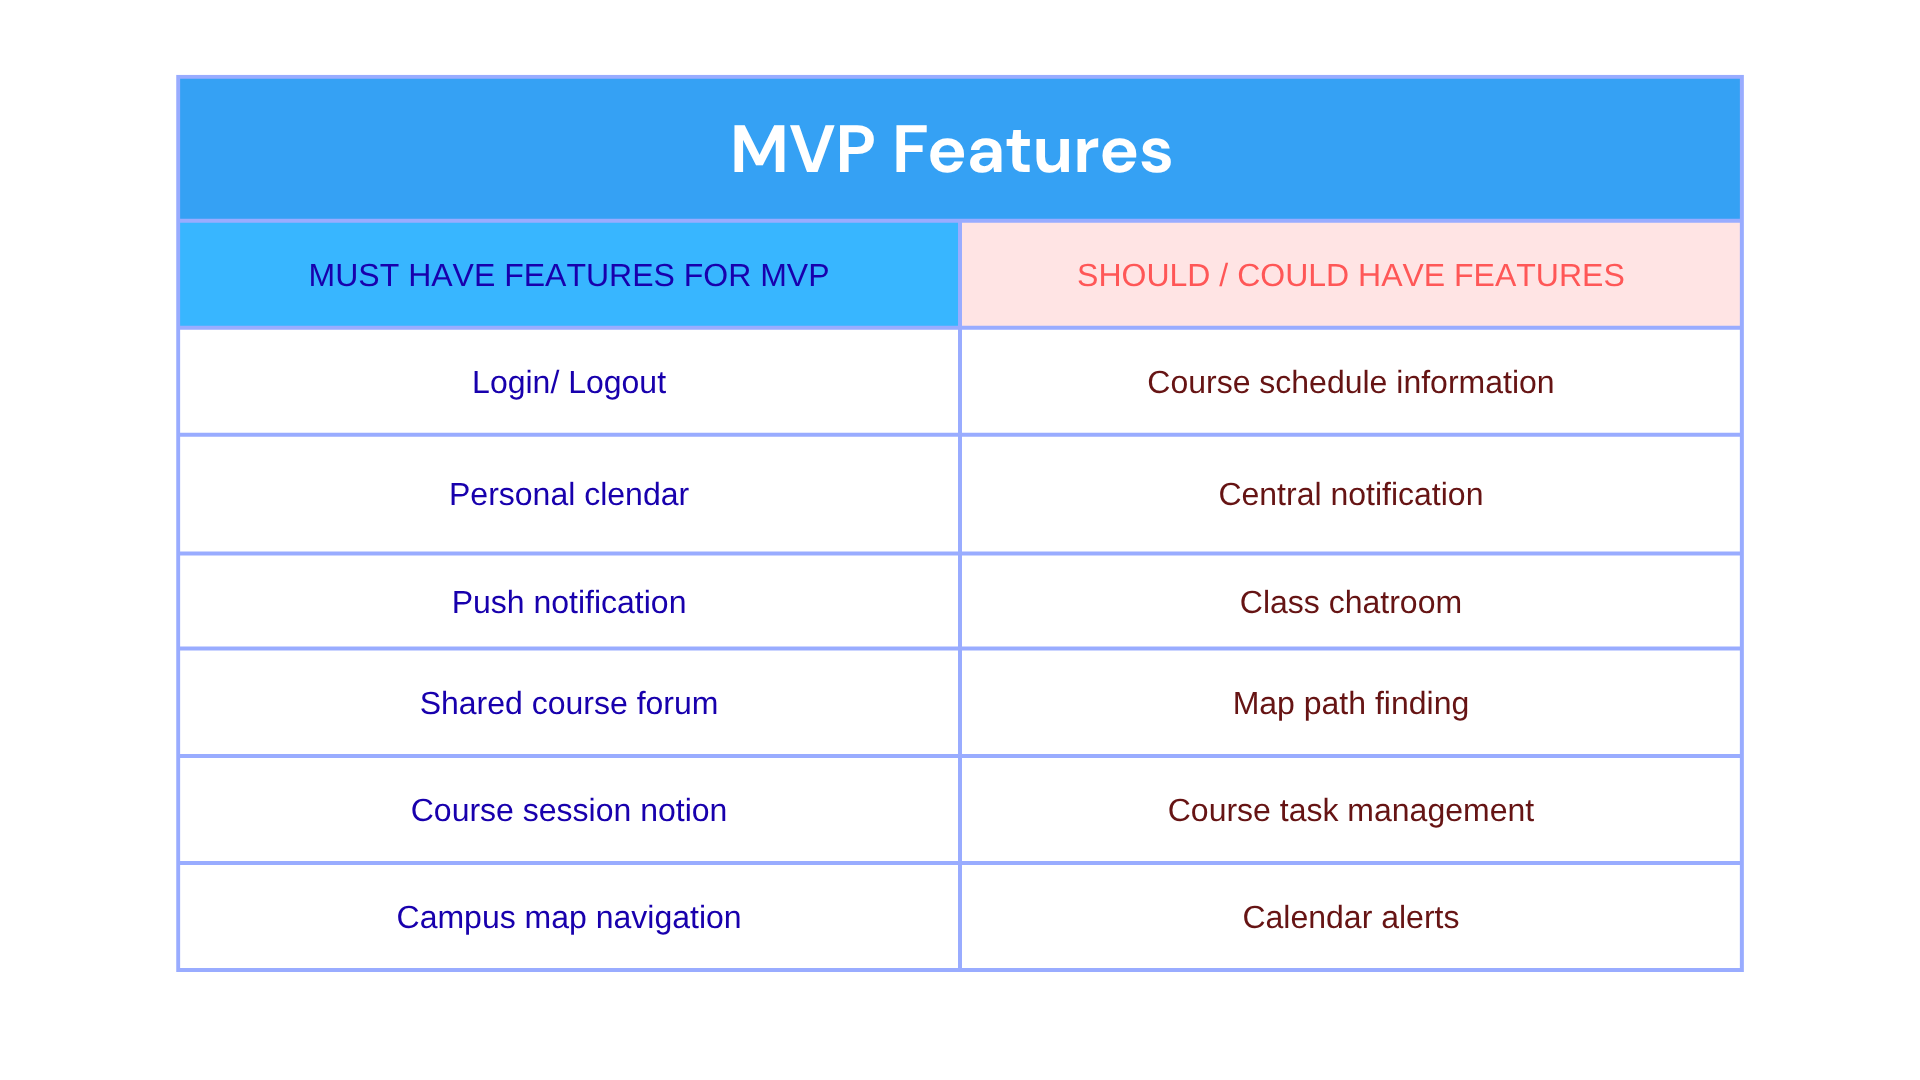 MVP Features
MUST HAVE FEATURES FOR MVP
SHOULD / COULD HAVE FEATURES
Login/ Logout
Course schedule information
Personal clendar
Central notification
Push notification
Class chatroom
Shared course forum
Map path finding
Course session notion
Course task management
Campus map navigation
Calendar alerts